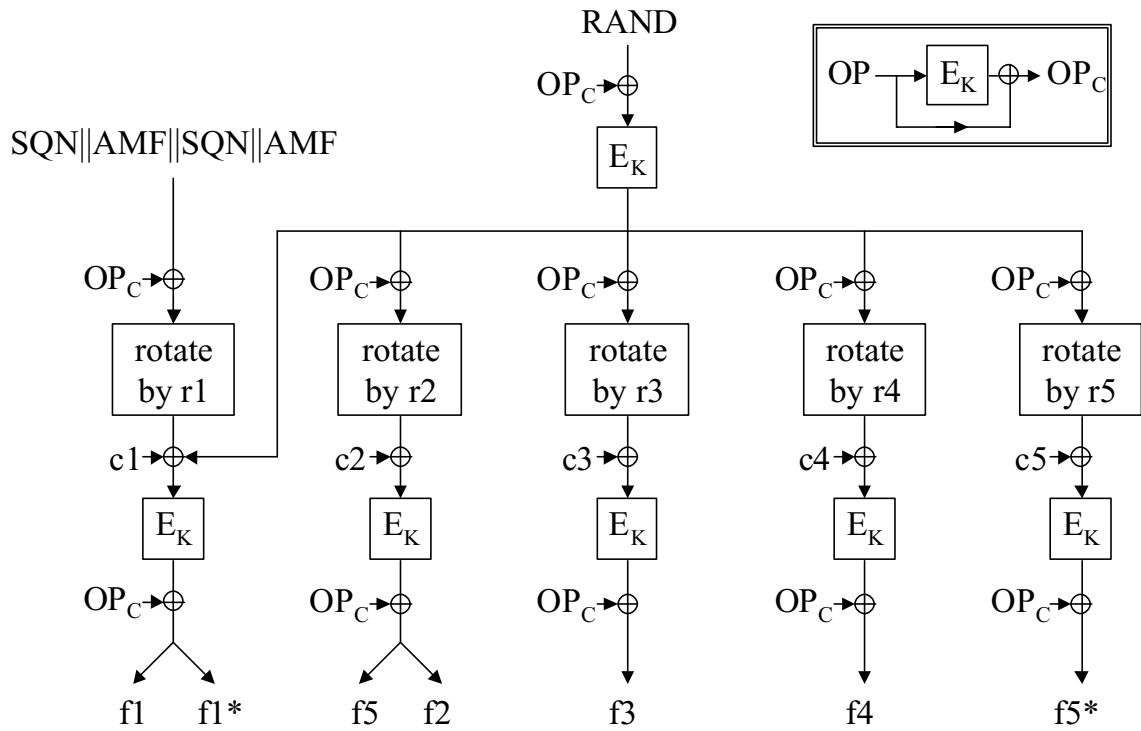 RAND
OP_C
OP E_K OP_C
SQN||AMF||SQN||AMF
E_K
OP_C OP_C OP_C OP_C OP_C
rotate by r1
rotate by r2
rotate by r3
rotate by r4
rotate by r5
c1 c2 c3 c4 c5
E_K E_K E_K E_K E_K
OP_C OP_C OP_C OP_C OP_C
f1 f1* f5 f2 f3 f4 f5*